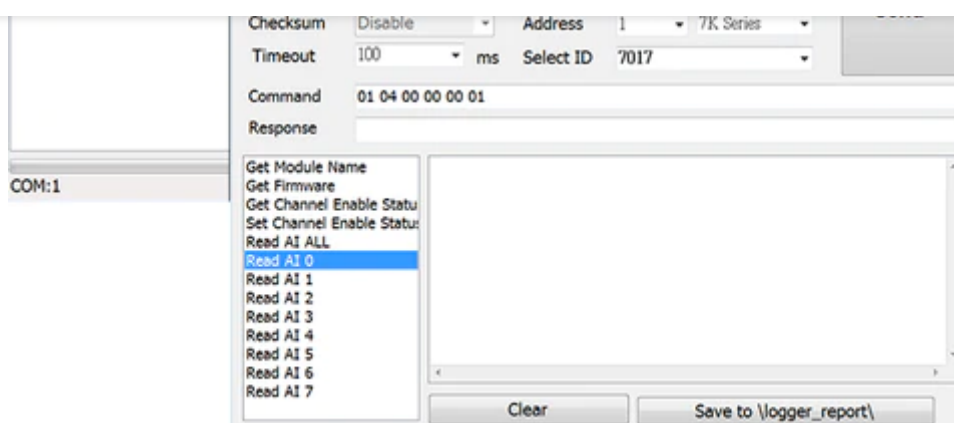 Checksum Disable Address 1 7K Series
Timeout 100 ms Select ID 7017
Command 01 04 00 00 00 01
Response
COM:1
Get Module Name
Get Firmware
Get Channel Enable Statu
Set Channel Enable Status
Read AI ALL
Read AI 0
Read AI 1
Read AI 2
Read AI 3
Read AI 4
Read AI 5
Read AI 6
Read AI 7
Clear Save to \logger_report\